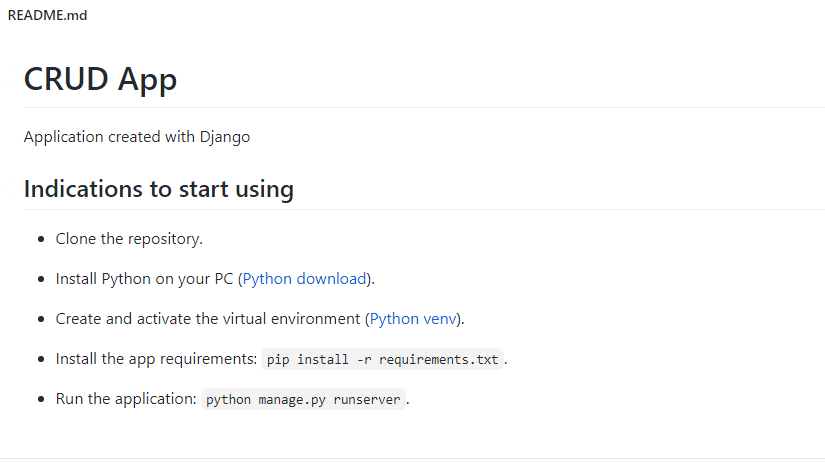 README.md
CRUD App
Application created with Django
Indications to start using
Clone the repository.
Install Python on your PC (Python download).
Create and activate the virtual environment (Python venv).
Install the app requirements: pip install -r requirements.txt.
Run the application: python manage.py runserver.